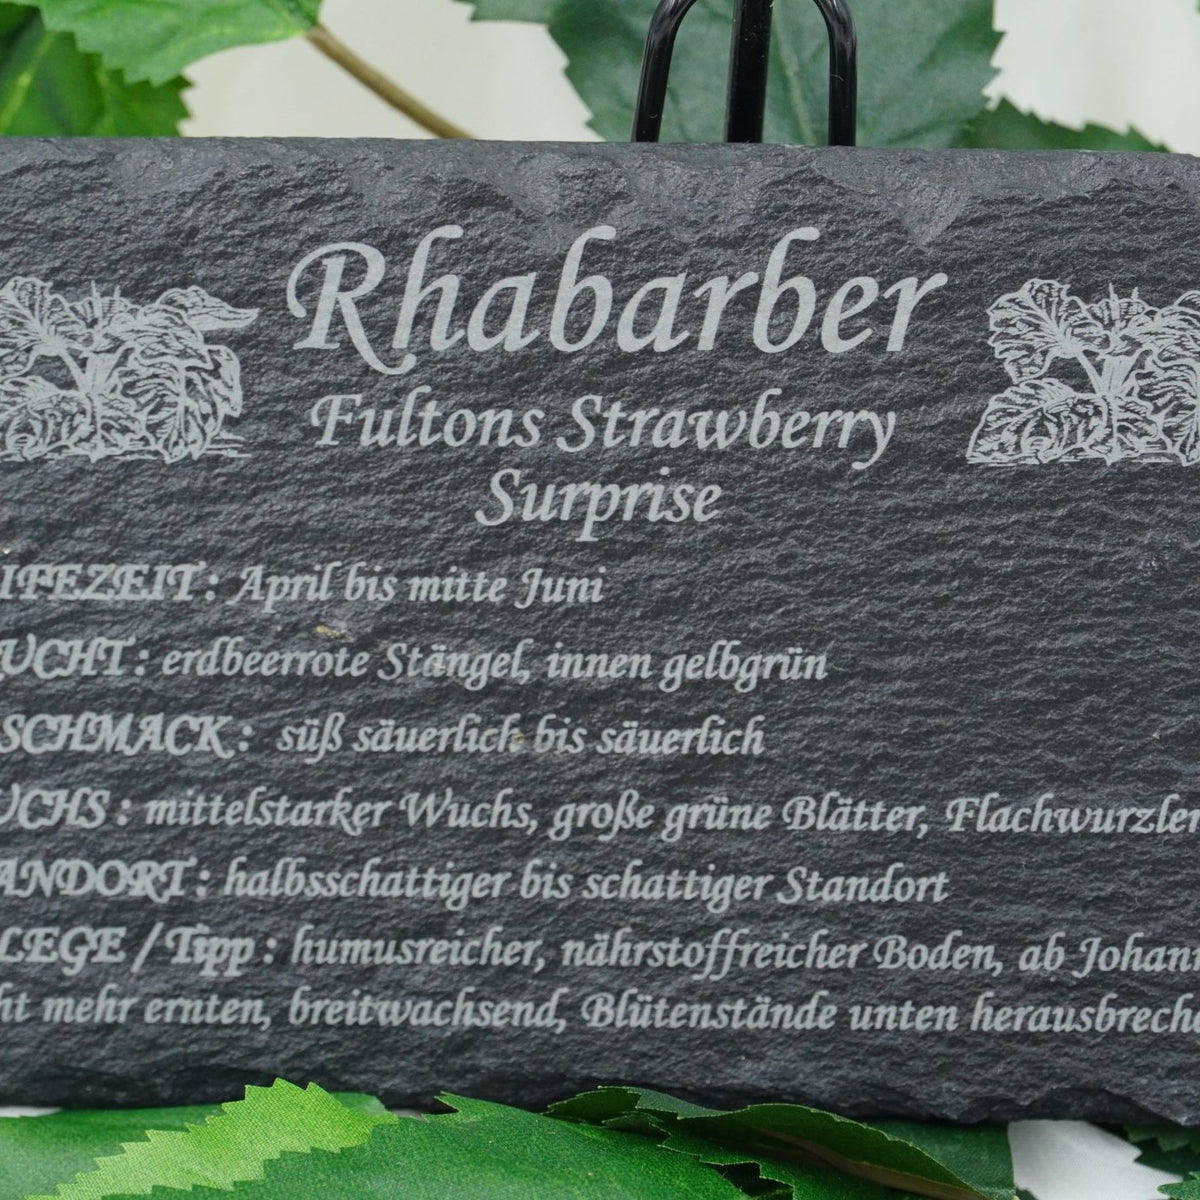 Rhabarber
Fultons Strawberry
Surprise
IFEZEIT: April bis mitte Juni
UCHT: erdbeerrote Stängel, innen gelbgrün
SCHMACK: süß säuerlich bis säuerlich
UCHS: mittelstarker Wuchs, große grüne Blätter, Flachwurzler
ANDORT: halbsschattiger bis schattiger Standort
LEGE / Tipp: humusreicher, nährstoffreicher Boden, ab Johann
ht mehr ernten, breitwachsend, Blütenstände unten herausbrech